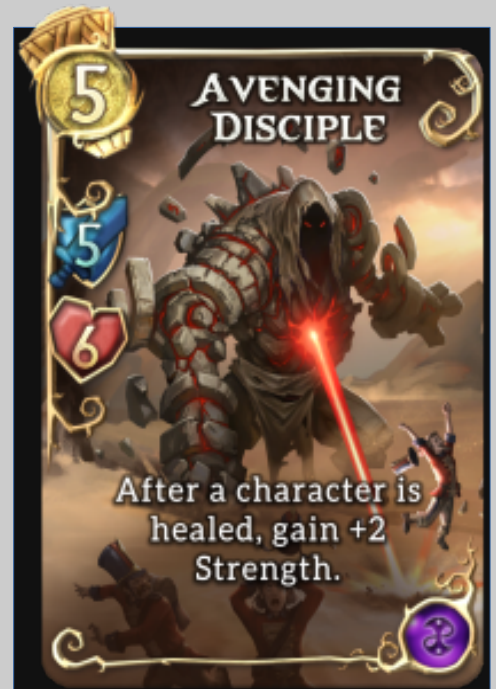 5
AVENGING
DISCIPLE
5
6
After a character is
healed, gain +2
Strength.